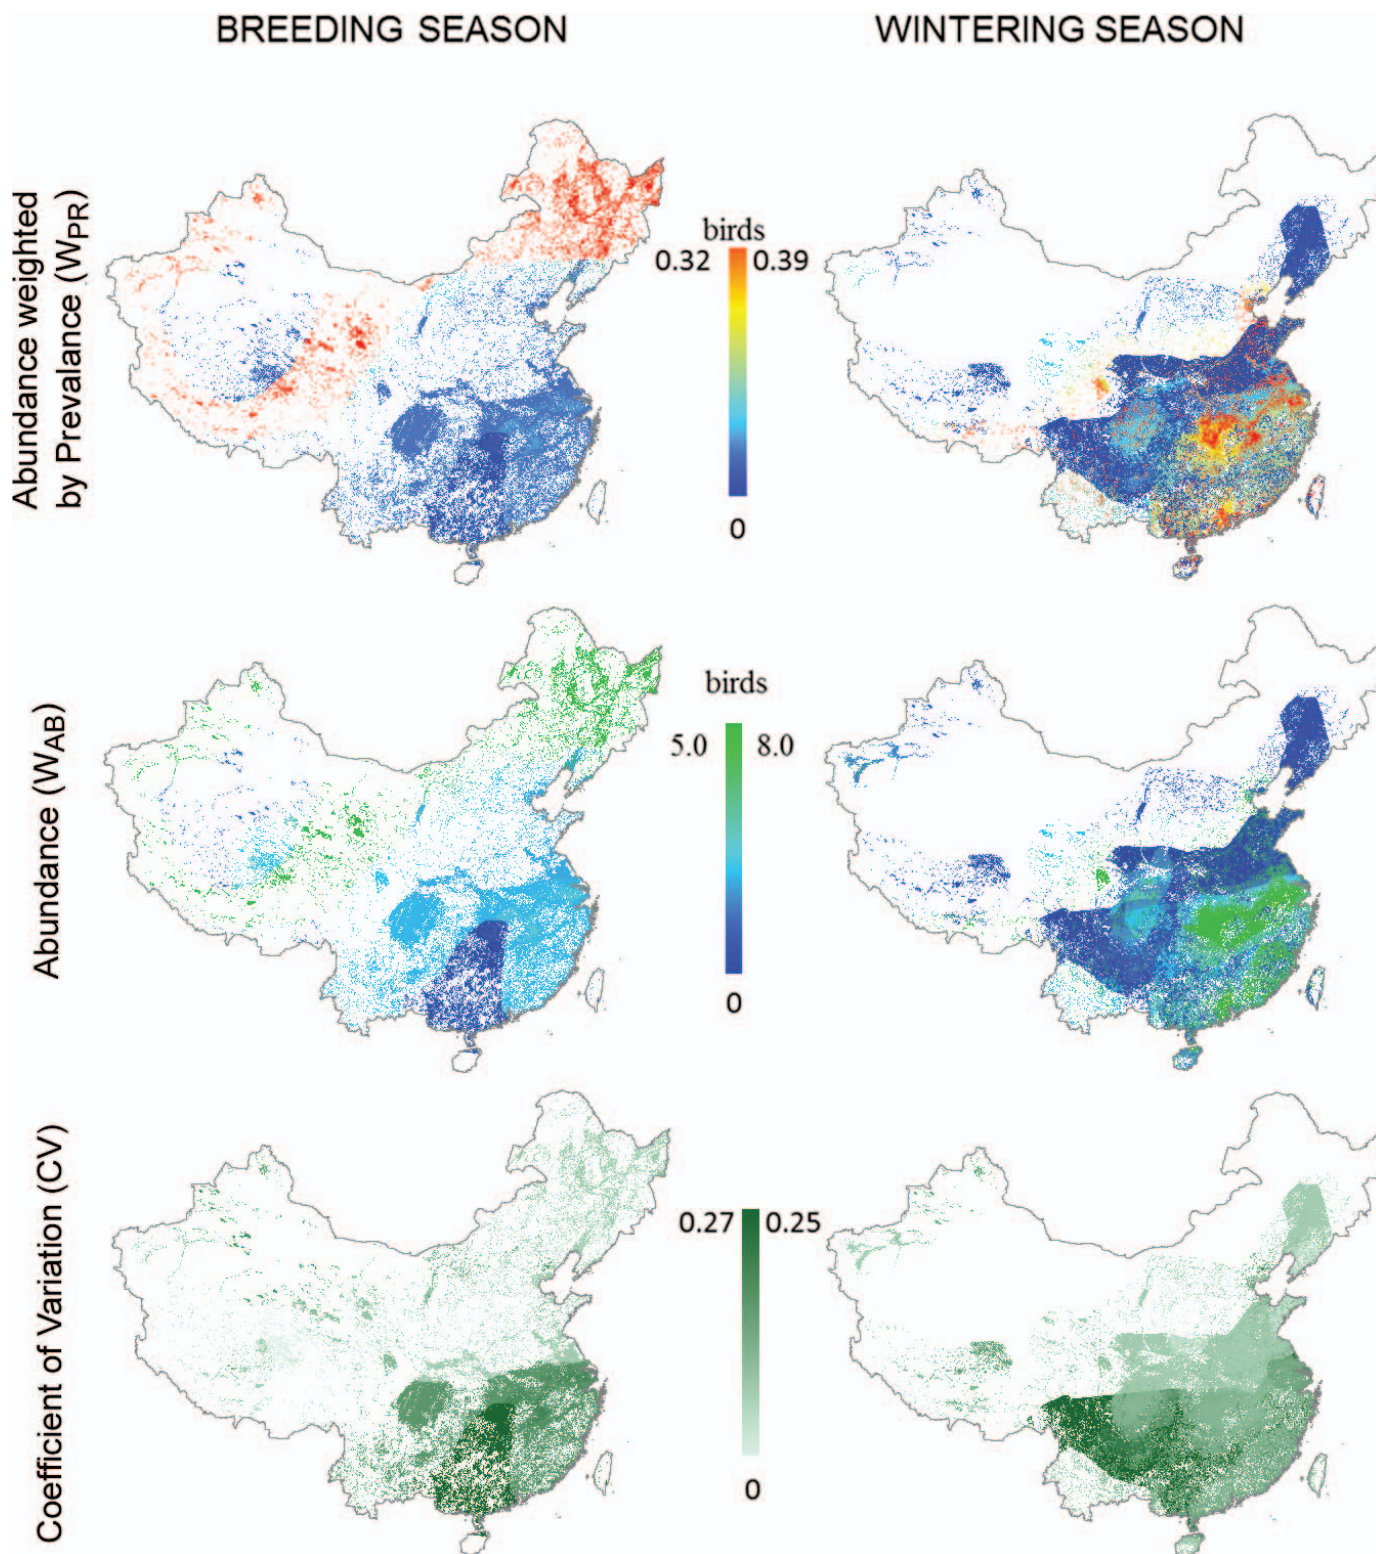 BREEDING SEASON
WINTERING SEASON
Abundance weighted
by Prevalance (WPR)
birds
0.32 0.39
0
Abundance (WAB)
birds
5.0 8.0
0
Coefficient of Variation (CV)
0.27 0.25
0